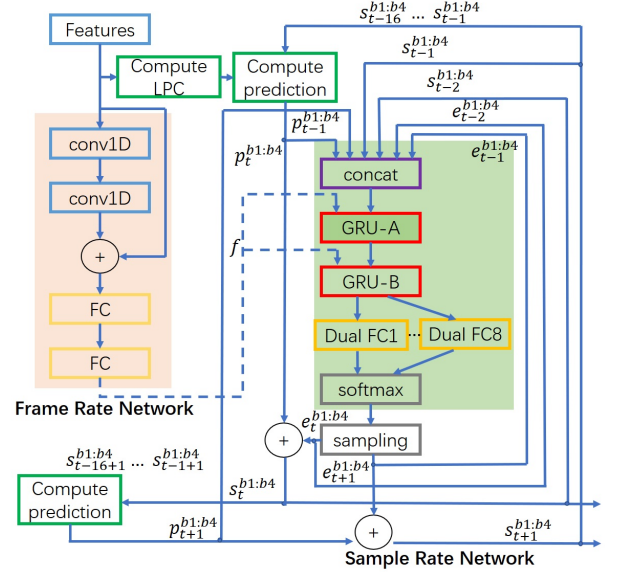 Features
s_{t-16}^{b1:b4} ... s_{t-1}^{b1:b4}
s_{t-1}^{b1:b4}
Compute LPC
Compute prediction
s_{t-2}^{b1:b4}
e_{t-2}^{b1:b4}
p_{t-1}^{b1:b4}
e_{t-1}^{b1:b4}
p_t^{b1:b4}
conv1D
concat
conv1D
GRU-A
f
+
GRU-B
FC
Dual FC1 ... Dual FC8
FC
softmax
Frame Rate Network
e_t^{b1:b4}
+
sampling
s_{t-16+1}^{b1:b4} ... s_{t-1+1}^{b1:b4}
e_{t+1}^{b1:b4}
Compute prediction
s_t^{b1:b4}
p_{t+1}^{b1:b4}
+
s_{t+1}^{b1:b4}
Sample Rate Network